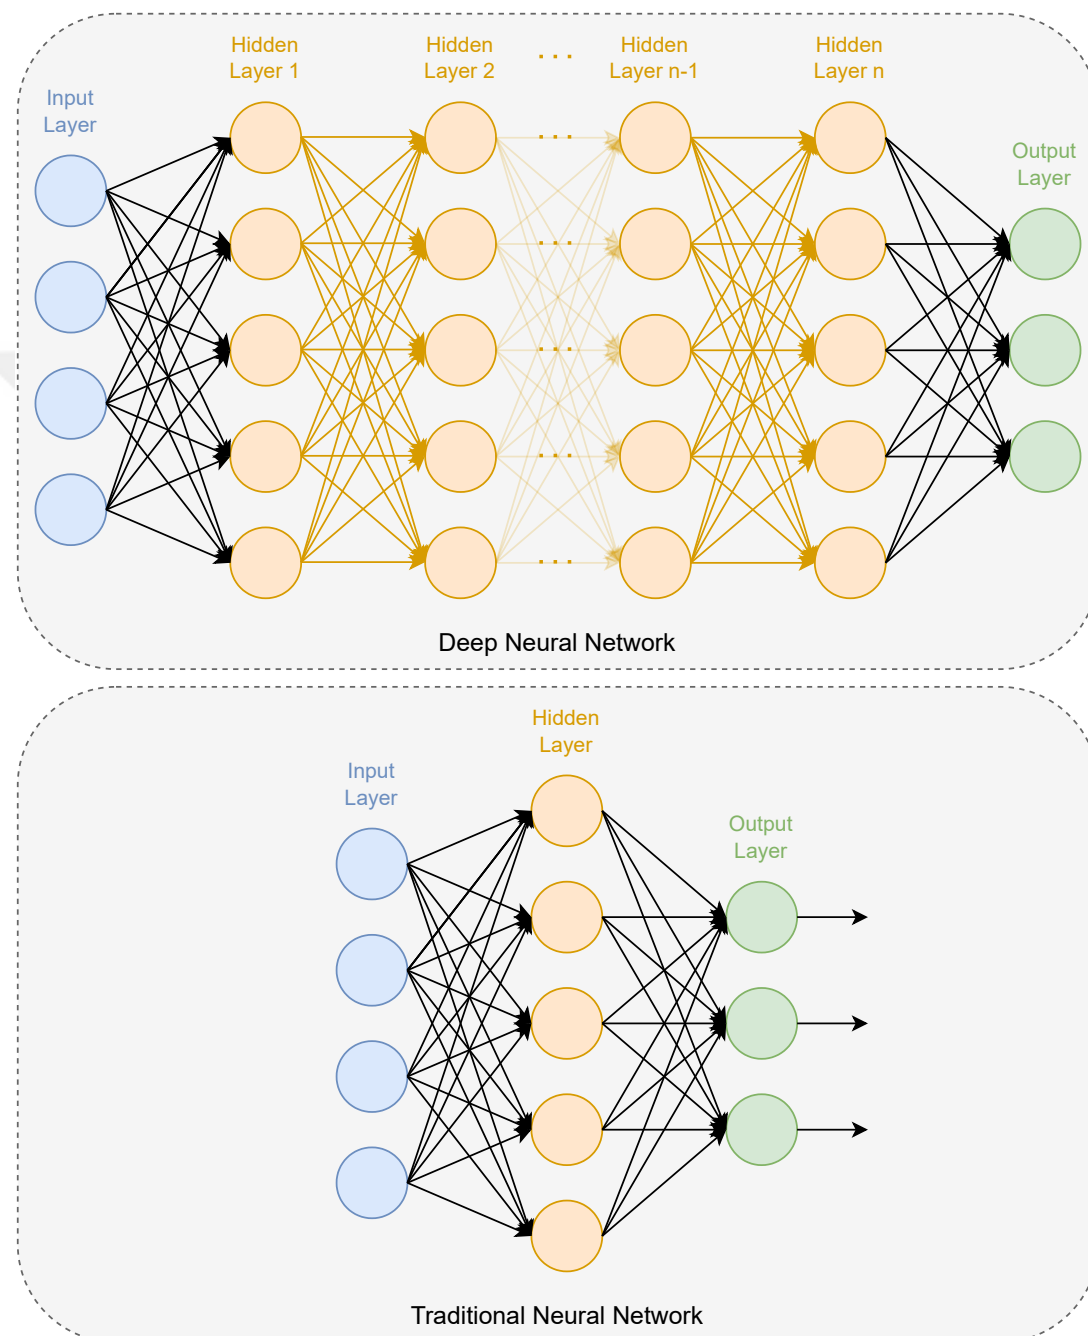 Input
Layer
Hidden
Layer 1
Hidden
Layer 2
. . .
Hidden
Layer n-1
Hidden
Layer n
Output
Layer
. . .
. . .
. . .
. . .
. . .
Deep Neural Network
Input
Layer
Hidden
Layer
Output
Layer
Traditional Neural Network